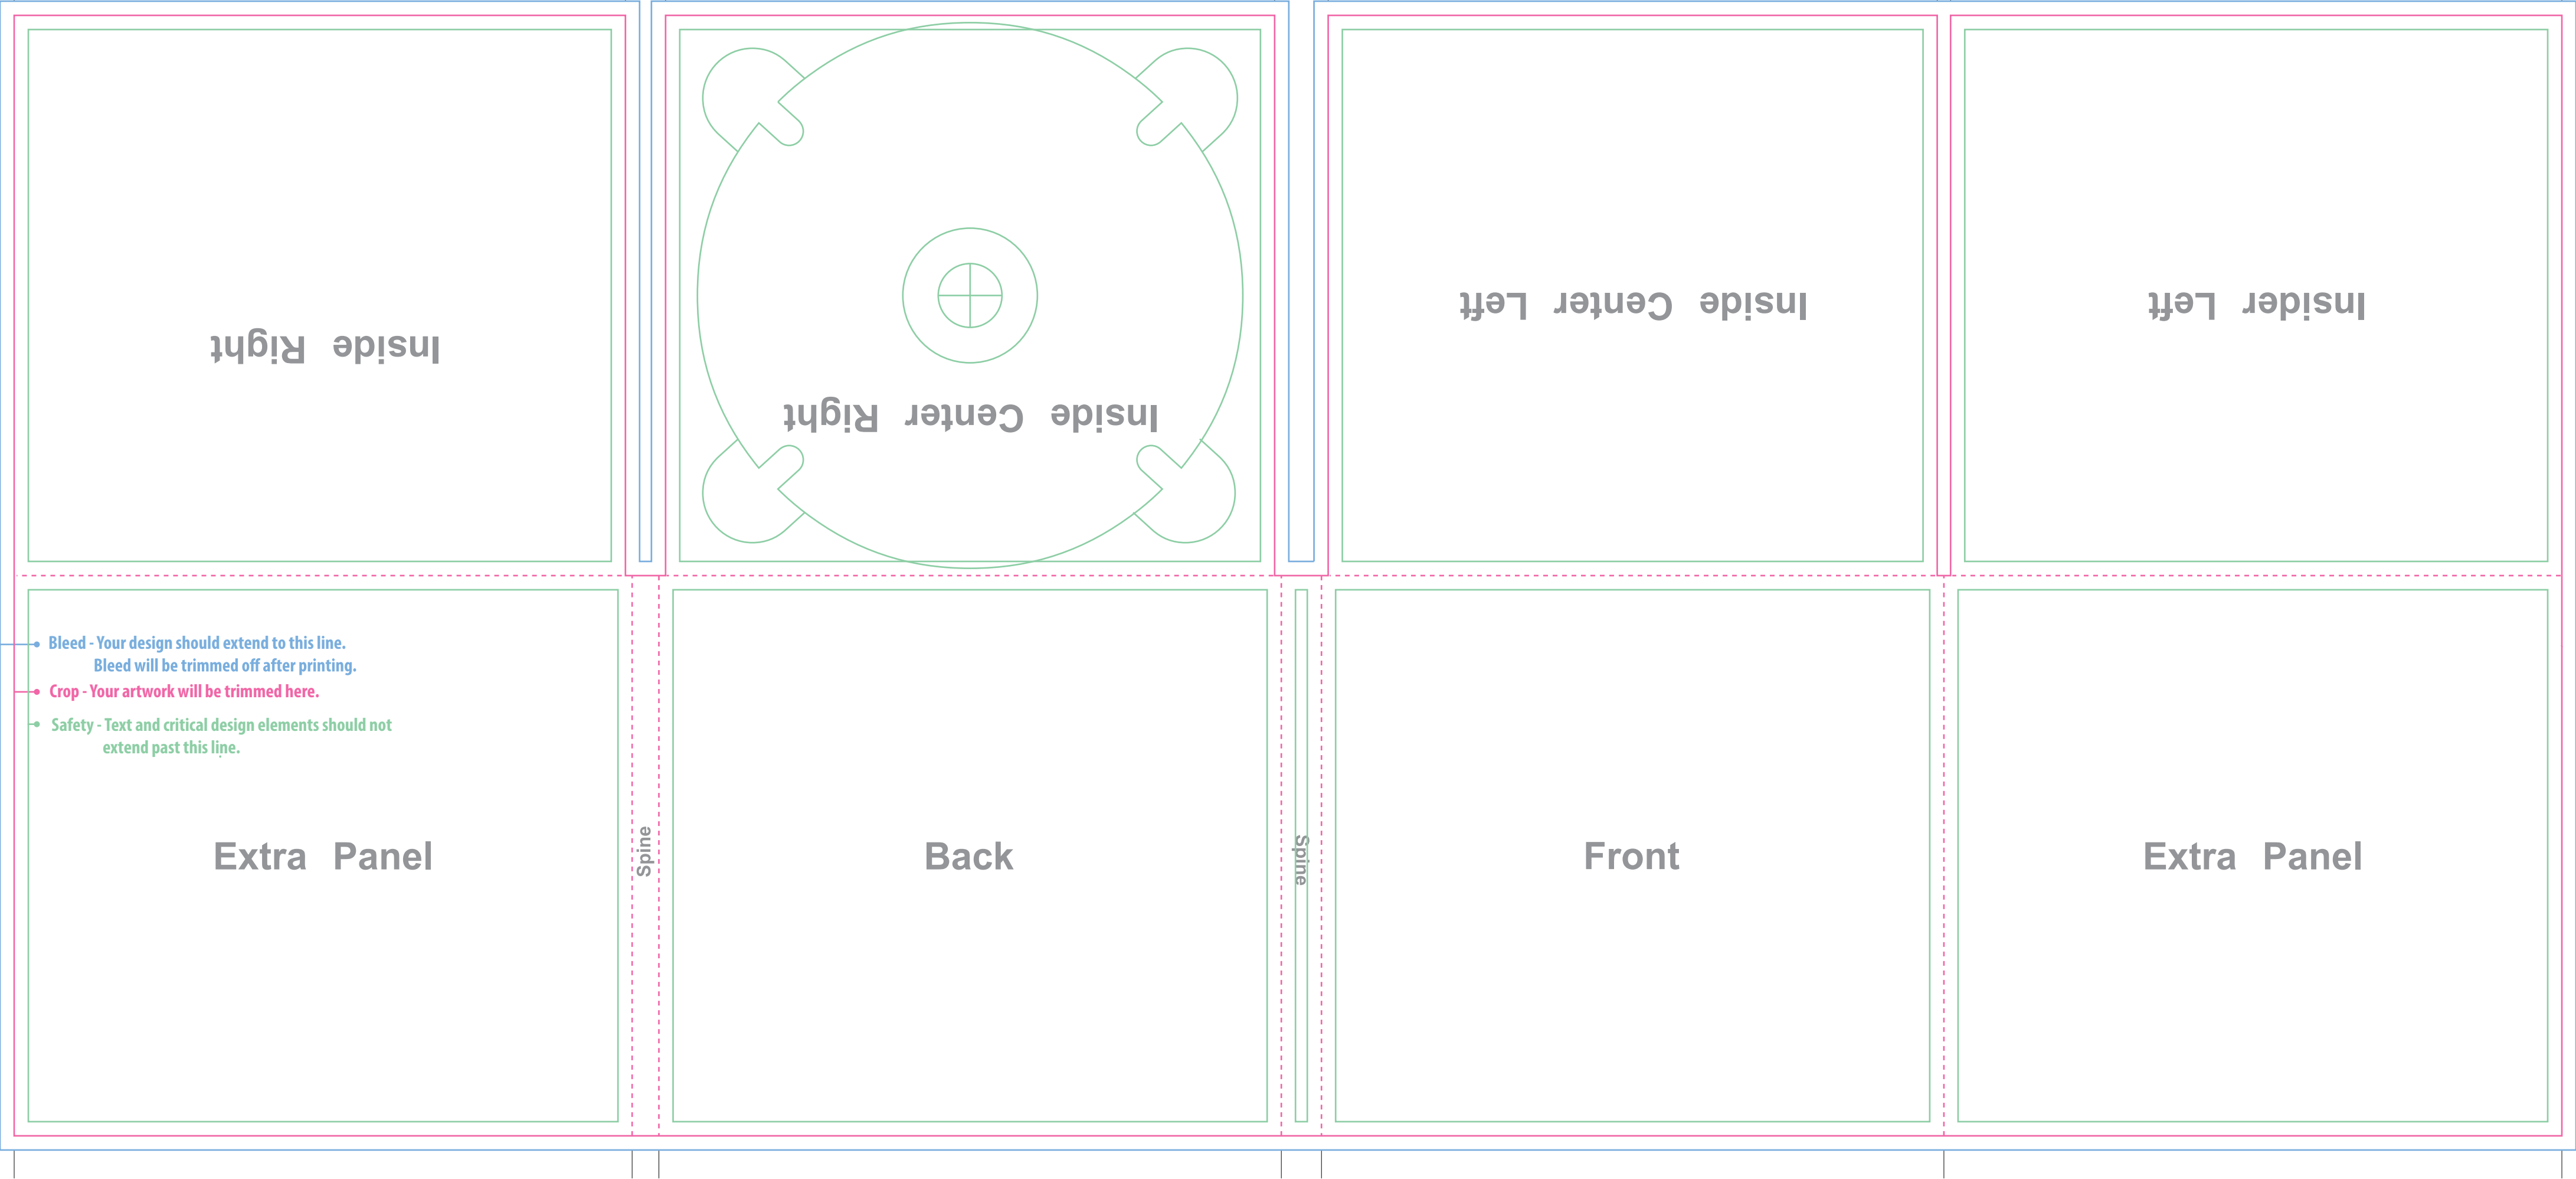 Inside Right
Inside Center Right
Inside Center Left
Insider Left
Bleed - Your design should extend to this line.
Bleed will be trimmed off after printing.
Crop - Your artwork will be trimmed here.
Safety - Text and critical design elements should not
extend past this line.
Extra Panel
Spine
Back
Spine
Front
Extra Panel